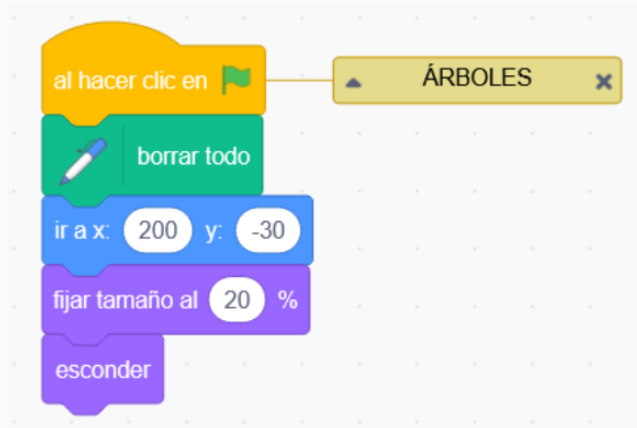 al hacer clic en
ÁRBOLES
borrar todo
ir a x: 200 y: -30
fijar tamaño al 20 %
esconder